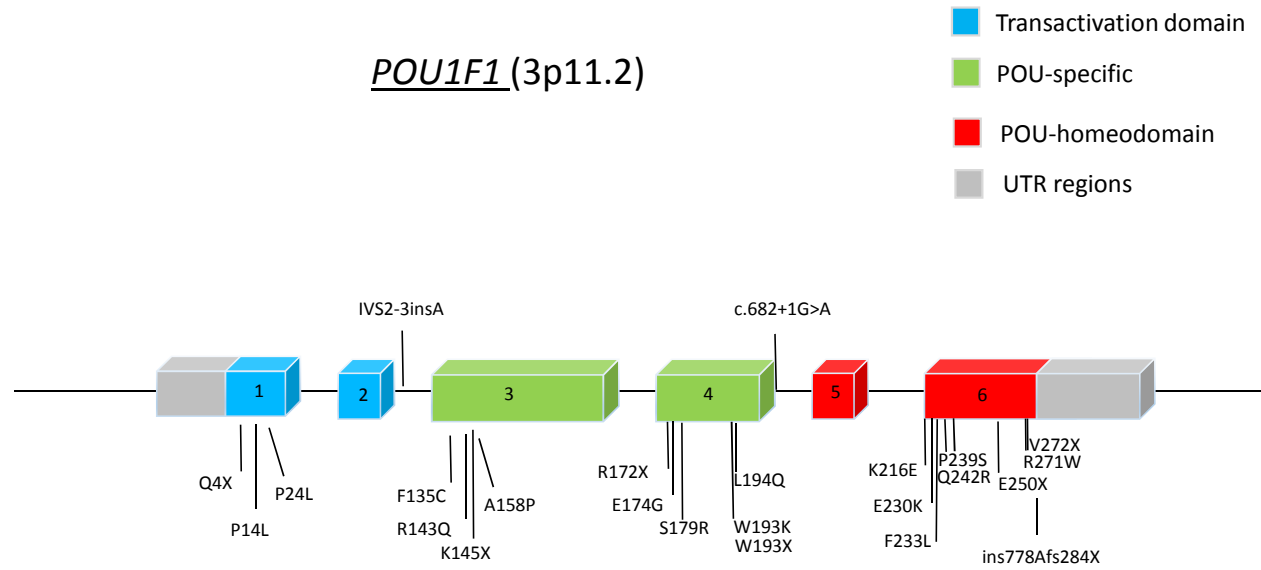 POU1F1 (3p11.2)
Transactivation domain
POU-specific
POU-homeodomain
UTR regions
IVS2-3insA
c.682+1G>A
1
2
3
4
5
6
Q4X
P14L
P24L
F135C
R143Q
K145X
A158P
R172X
E174G
S179R
L194Q
W193K
W193X
K216E
E230K
F233L
P239S
Q242R
E250X
V272X
R271W
ins778Afs284X